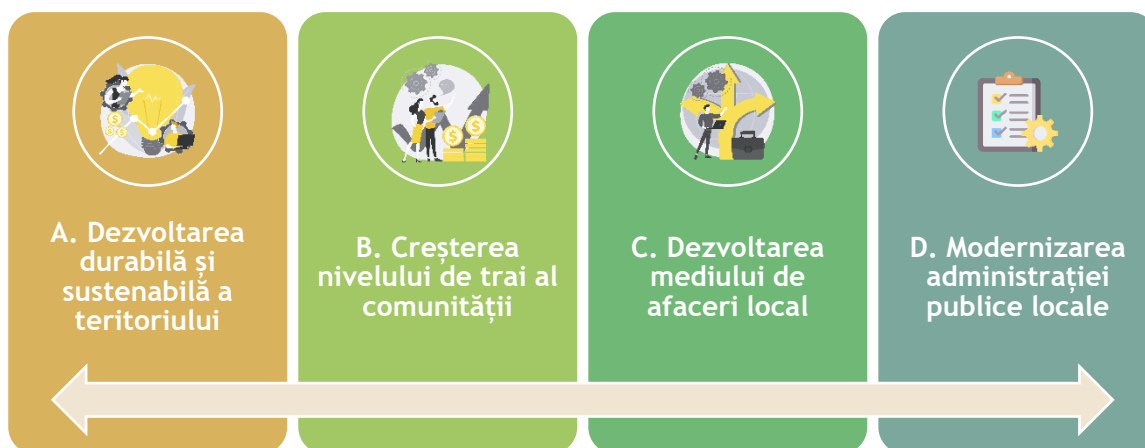 A. Dezvoltarea
durabilă și
sustenabilă a
teritoriului
B. Creșterea
nivelului de trai al
comunității
C. Dezvoltarea
mediului de
afaceri local
D. Modernizarea
administrației
publice locale